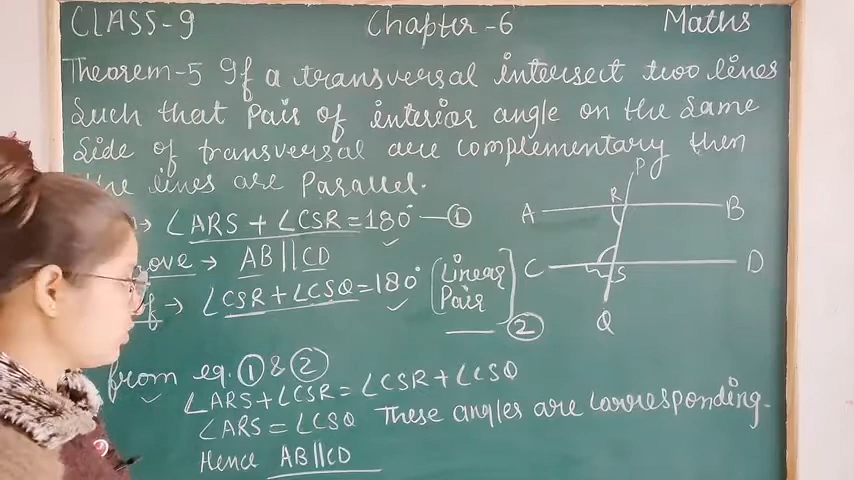 CLASS-9 Chapter-6 Maths
Theorem-5 If a transversal intersect two lines
Such that Pair of interior angle on the Same
Side of transversal are complementary then
the lines are Parallel.
→ ∠ARS + ∠CSR = 180° — ①
ove → AB||CD
f → ∠CSR + ∠CSQ = 180° [Linear
Pair] ②
from eq. ① & ②
∠ARS + ∠CSR = ∠CSR + ∠CSQ
∠ARS = ∠CSQ These angles are corresponding.
Hence AB||CD
P
R
A B
C D
S
Q